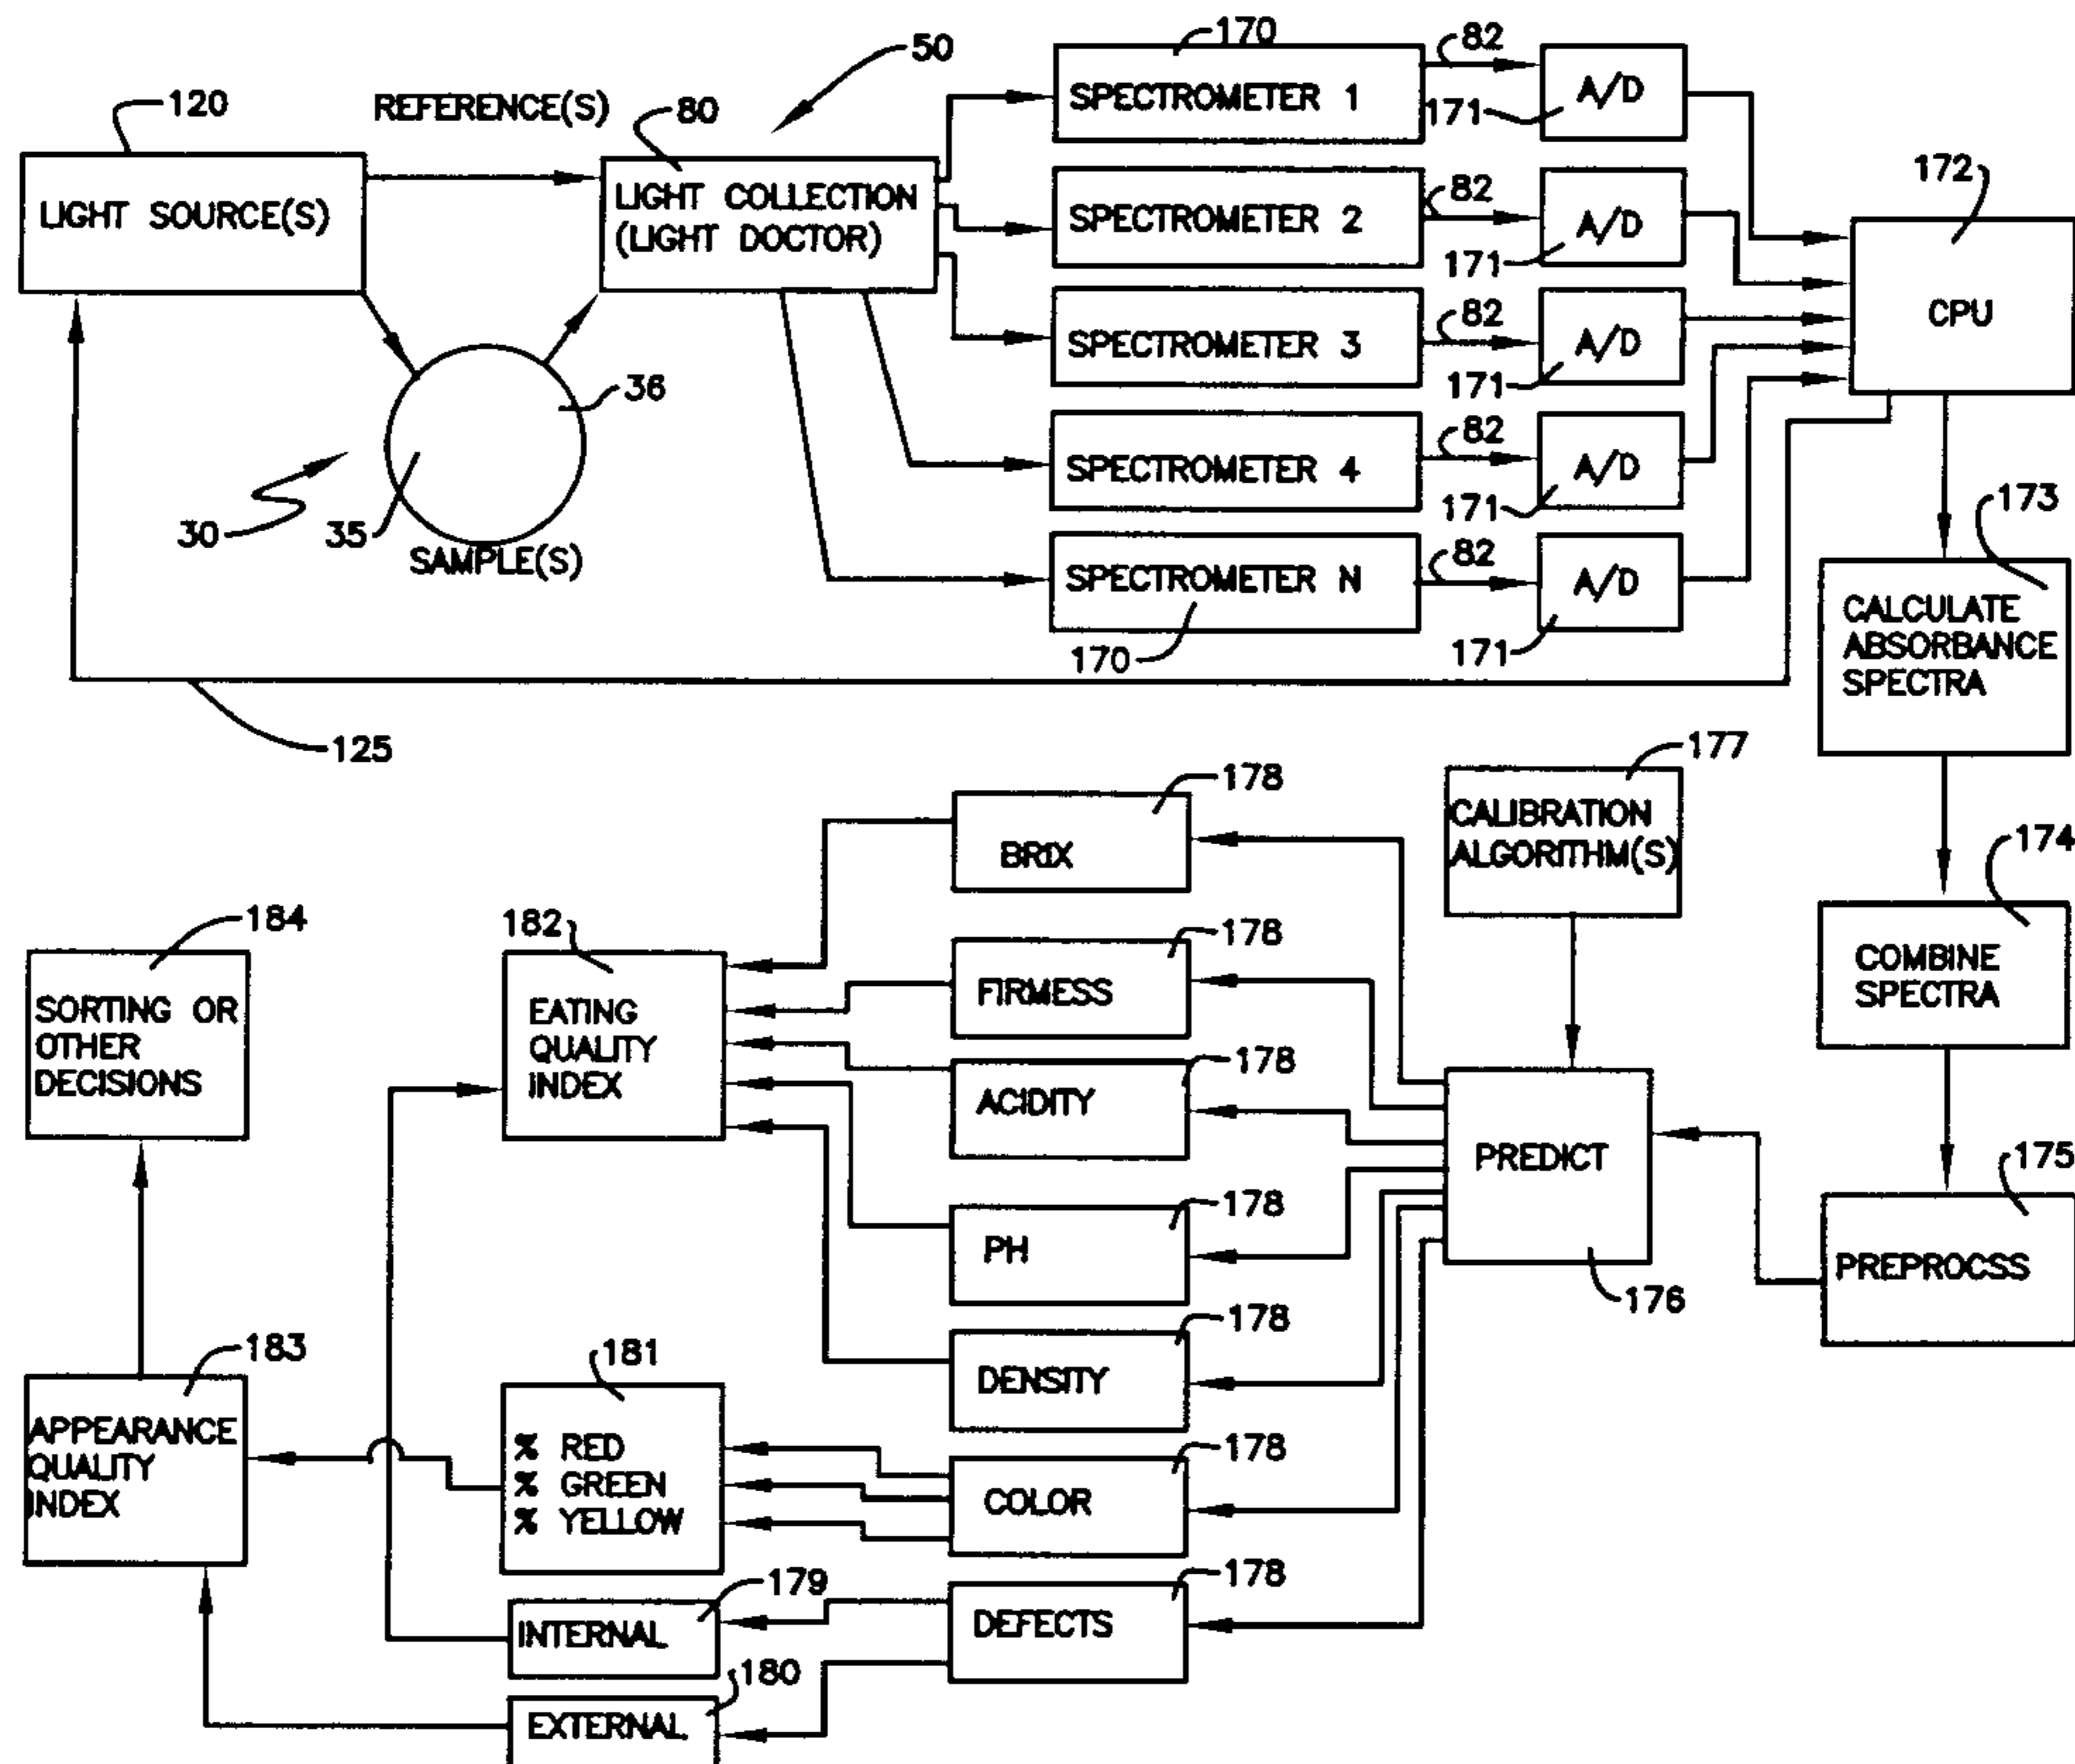 50
170
82
120
REFERENCE(S)
80
SPECTROMETER 1
A/D
171
LIGHT SOURCE(S)
LIGHT COLLECTION
(LIGHT DOCTOR)
172
82
SPECTROMETER 2
A/D
171
82
SPECTROMETER 3
A/D
171
CPU
36
82
SPECTROMETER 4
A/D
171
173
30
35
SAMPLE(S)
82
SPECTROMETER N
A/D
170
171
CALCULATE
ABSORBANCE
SPECTRA
125
177
178
BRIX
CALIBRATION
ALGORITHM(S)
174
184
182
178
COMBINE
SPECTRA
SORTING OR
OTHER
DECISIONS
EATING
QUALITY
INDEX
FIRMESS
178
ACIDITY
PREDICT
175
178
PH
176
PREPROCSS
183
181
178
DENSITY
APPEARANCE
QUALITY
INDEX
% RED
% GREEN
% YELLOW
178
COLOR
179
178
INTERNAL
DEFECTS
180
EXTERNAL